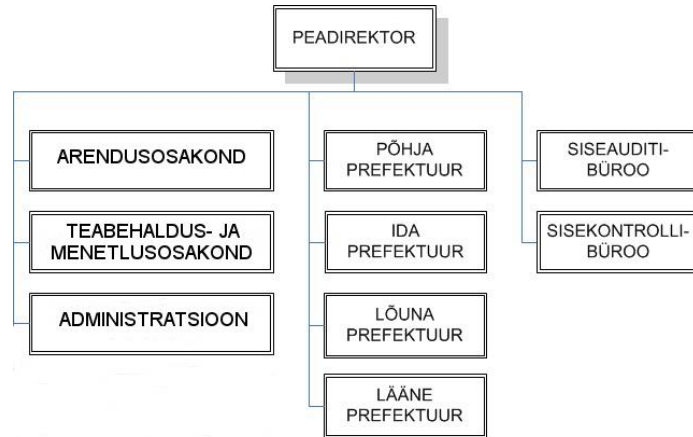 PEADIREKTOR
ARENDUSOSAKOND
TEABEHALDUS- JA
MENETLUSOSAKOND
ADMINISTRATSIOON
PÕHJA
PREFEKTUUR
IDA
PREFEKTUUR
LÕUNA
PREFEKTUUR
LÄÄNE
PREFEKTUUR
SISEAUDITI-
BÜROO
SISEKONTROLLI-
BÜROO